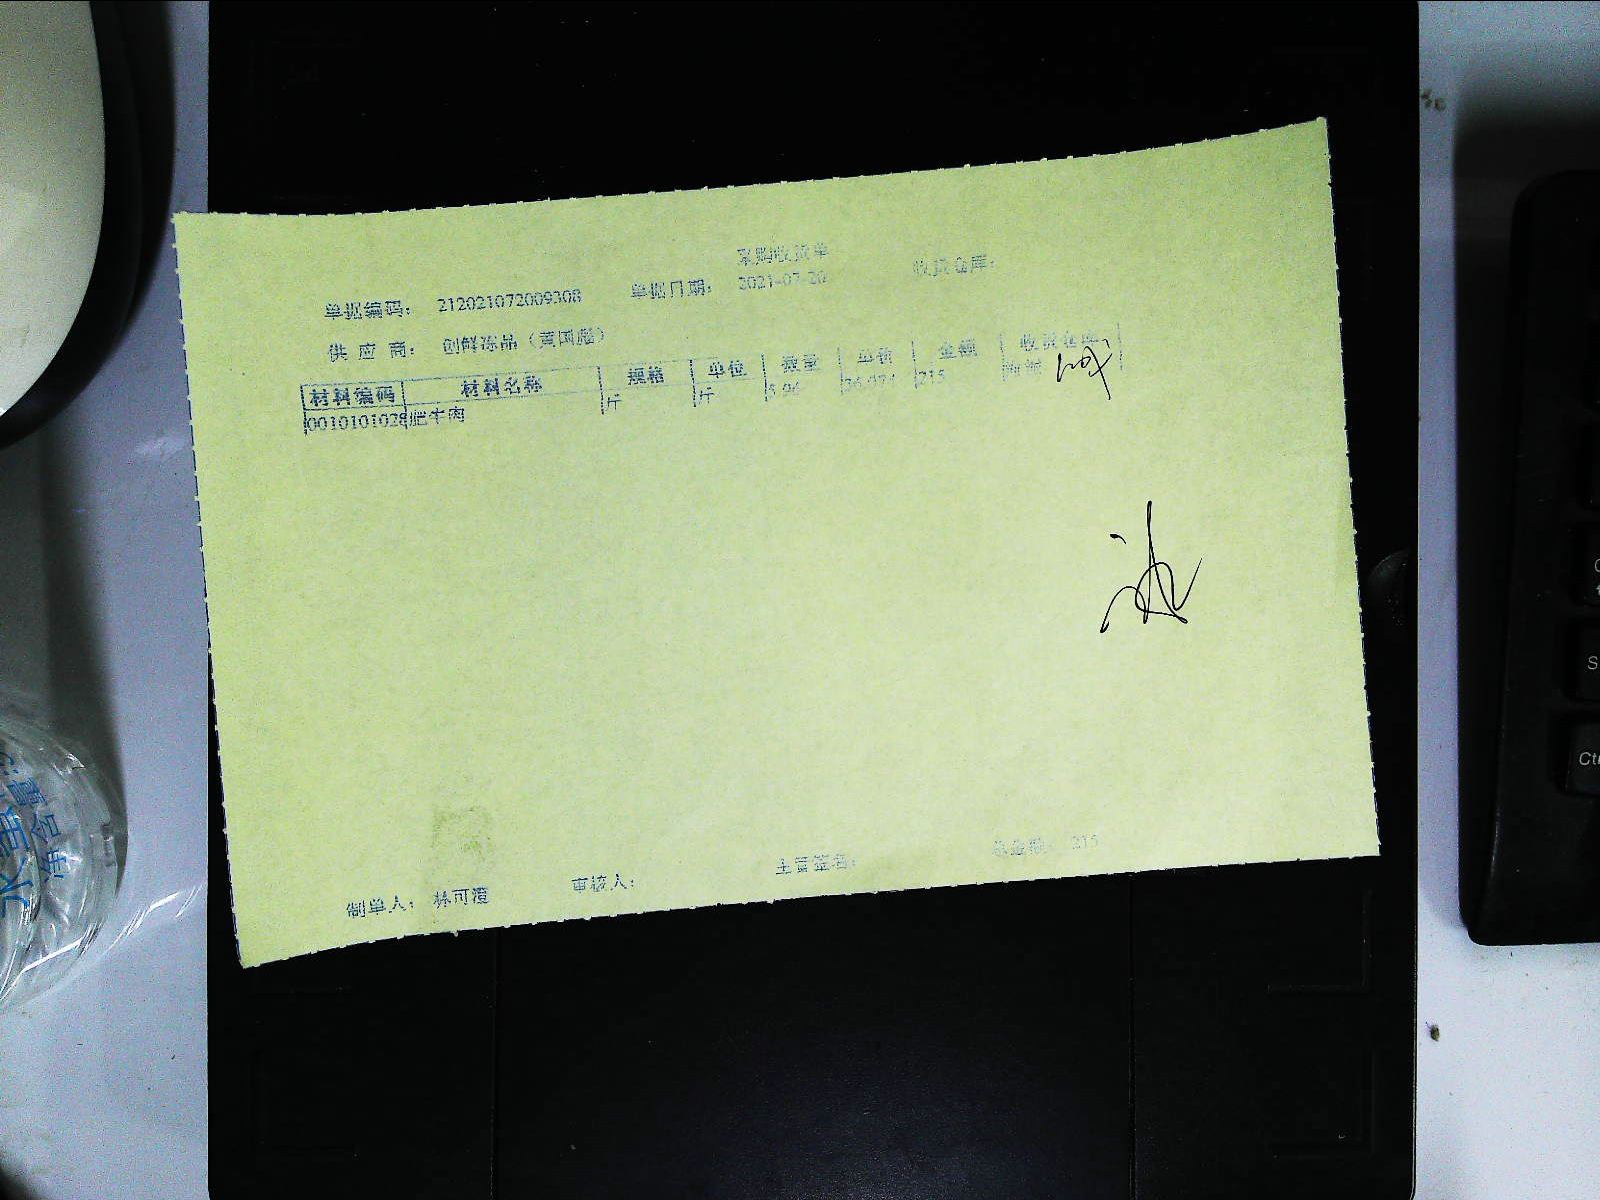 采购收货单
单据编码： 212021072009308 单据日期： 2021-07-20 收货仓库：
供 应 商： 创鲜冻品（黄国彪）
材料编码 材料名称 规格 单位 数量 单价 金额 收货仓库
0010101028 肥牛肉 斤 斤 215
制单人： 林可澄 审核人： 主管签名： 总金额： 215